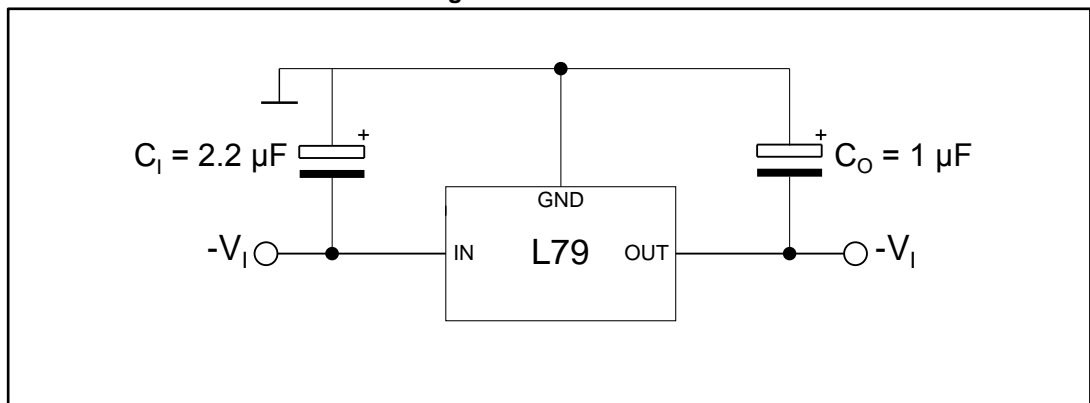 +
+
C_I = 2.2 µF
C_O = 1 µF
GND
-V_I
IN
L79
OUT
-V_I